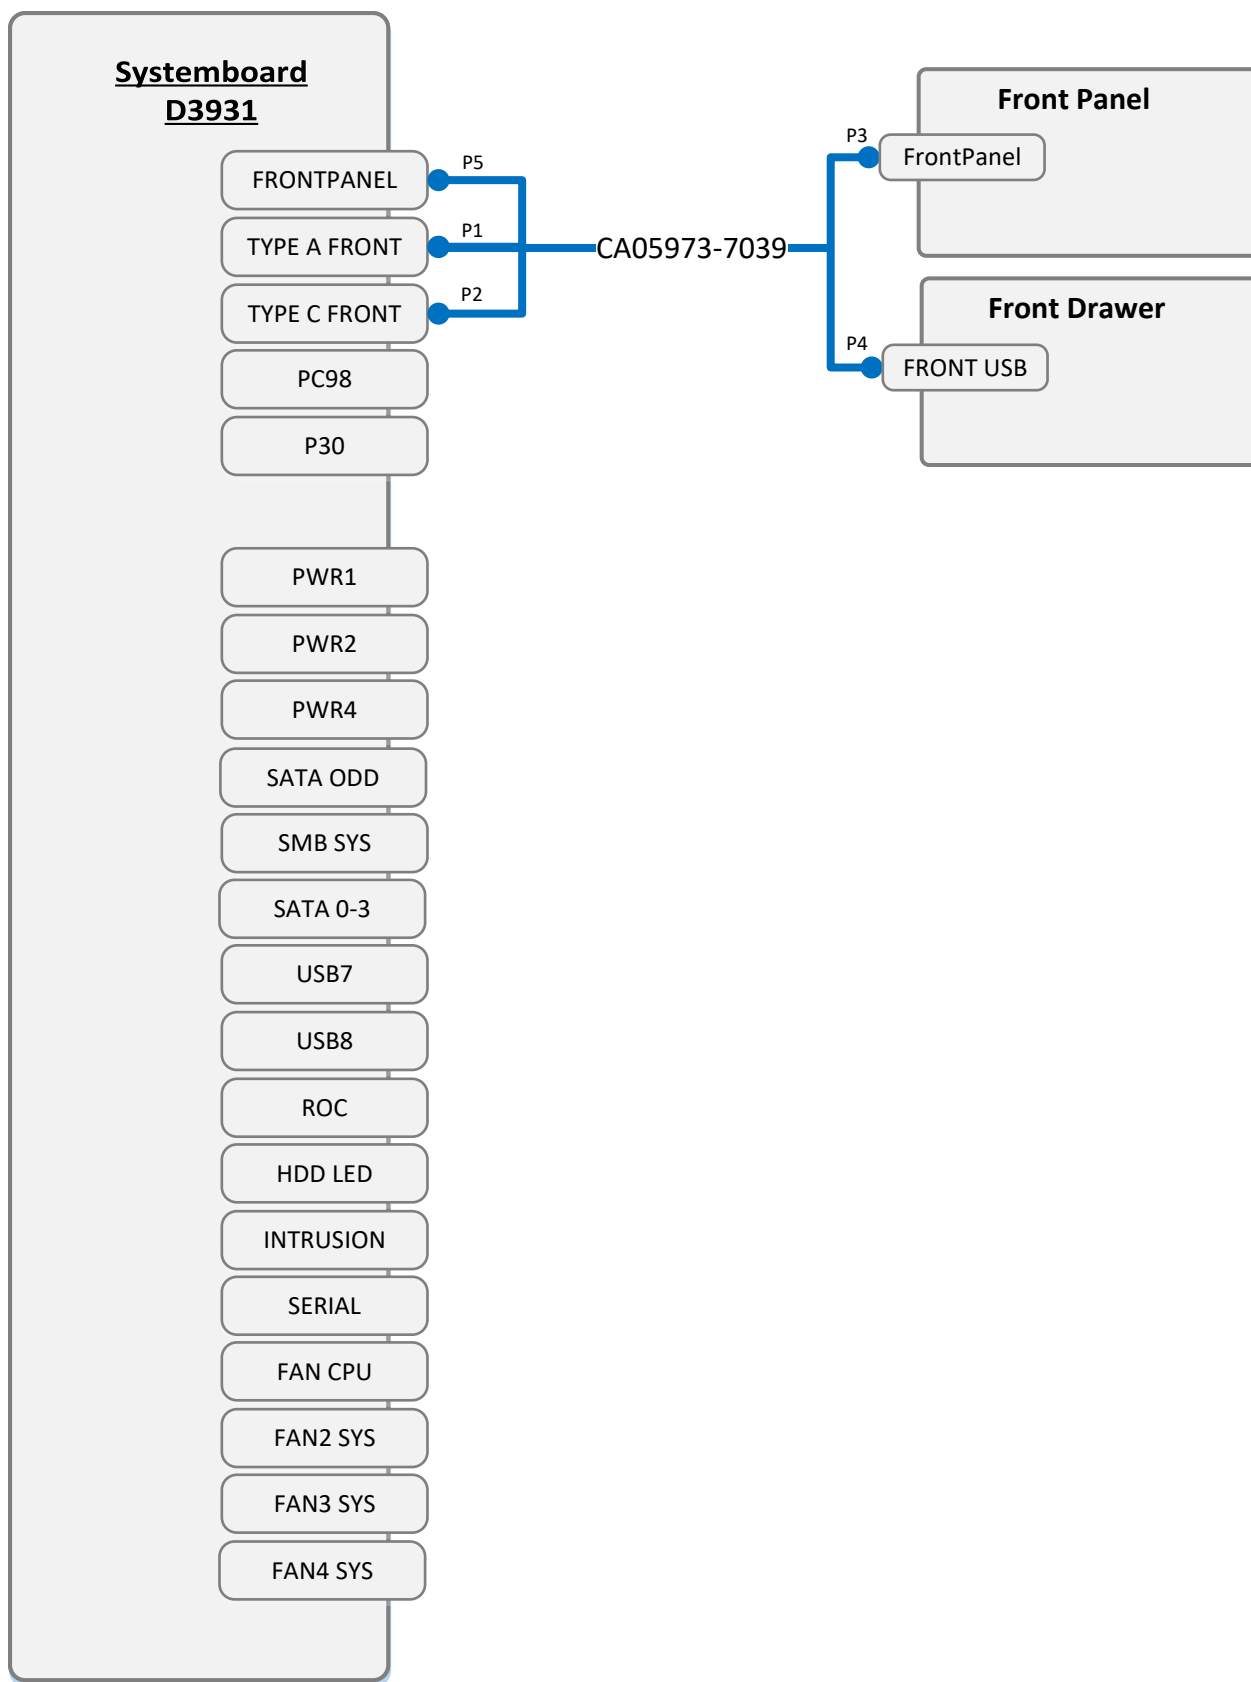 Systemboard
D3931
FRONTPANEL
TYPE A FRONT
TYPE C FRONT
PC98
P30
PWR1
PWR2
PWR4
SATA ODD
SMB SYS
SATA 0-3
USB7
USB8
ROC
HDD LED
INTRUSION
SERIAL
FAN CPU
FAN2 SYS
FAN3 SYS
FAN4 SYS
P5
P1
P2
CA05973-7039
P3
P4
Front Panel
FrontPanel
Front Drawer
FRONT USB